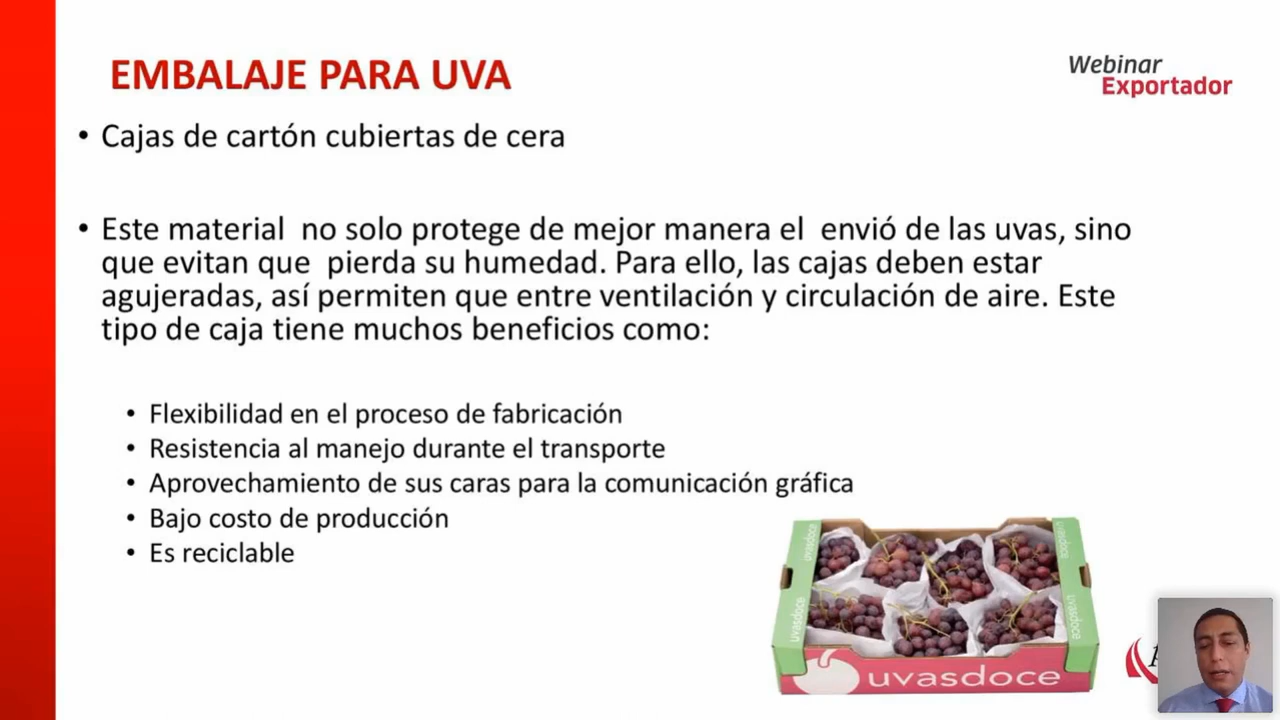 EMBALAJE PARA UVA
Webinar
Exportador
• Cajas de cartón cubiertas de cera
• Este material no solo protege de mejor manera el envió de las uvas, sino
que evitan que pierda su humedad. Para ello, las cajas deben estar
agujeradas, así permiten que entre ventilación y circulación de aire. Este
tipo de caja tiene muchos beneficios como:
• Flexibilidad en el proceso de fabricación
• Resistencia al manejo durante el transporte
• Aprovechamiento de sus caras para la comunicación gráfica
• Bajo costo de producción
• Es reciclable
uvasdoce
uvasdoce
uvasdoce
uvasdoce
uvasdoce